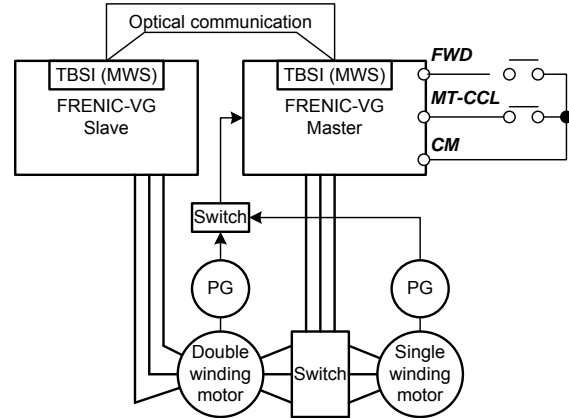 Optical communication
TBSI (MWS)
FRENIC-VG
Slave
TBSI (MWS)
FRENIC-VG
Master
FWD
MT-CCL
CM
Switch
PG
PG
Double
winding
motor
Switch
Single
winding
motor